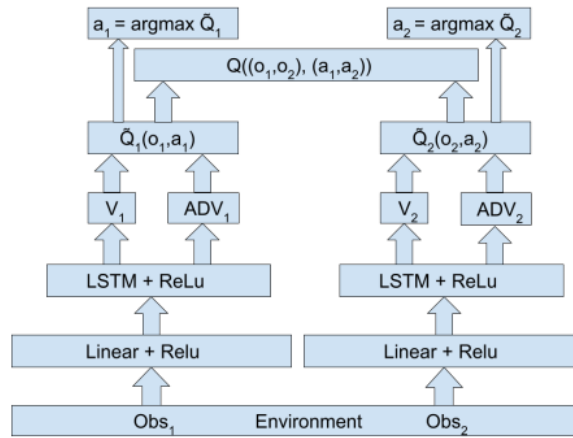 a₁ = argmax Q̃₁
a₂ = argmax Q̃₂
Q((o₁,o₂), (a₁,a₂))
Q̃₁(o₁,a₁)
Q̃₂(o₂,a₂)
V₁
ADV₁
V₂
ADV₂
LSTM + ReLu
LSTM + ReLu
Linear + Relu
Linear + Relu
Obs₁
Environment
Obs₂